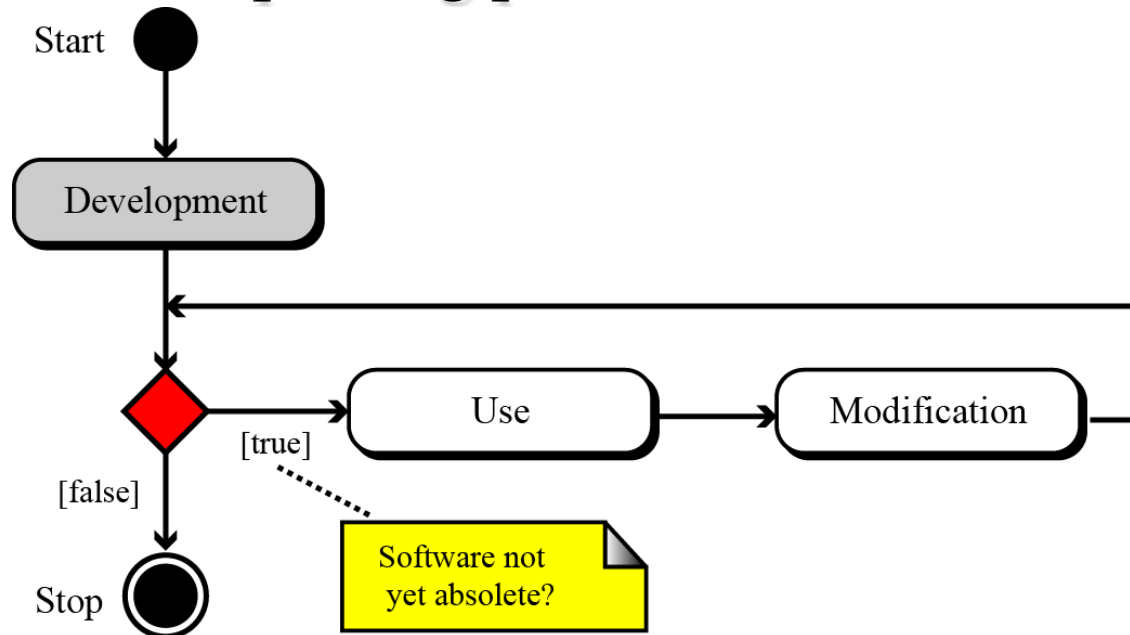 Start
Development
Use
Modification
[true]
[false]
Software not
yet absolete?
Stop